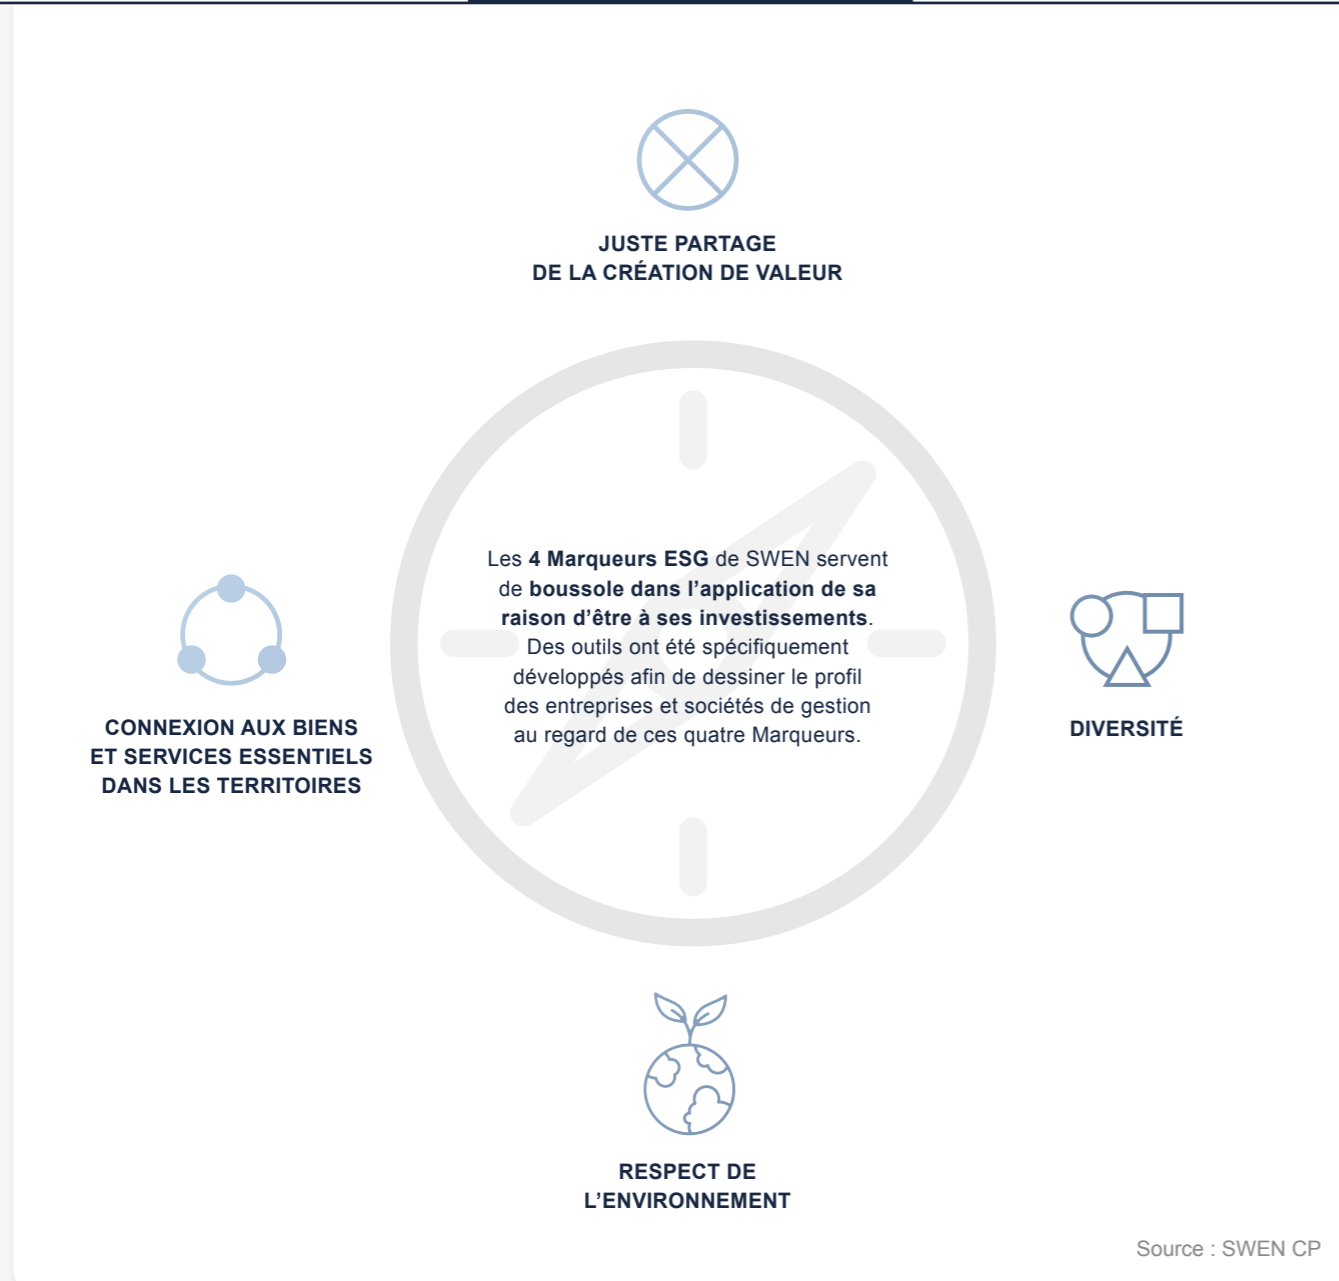 JUSTE PARTAGE
DE LA CRÉATION DE VALEUR
Les 4 Marqueurs ESG de SWEN servent
de boussole dans l’application de sa
raison d’être à ses investissements.
Des outils ont été spécifiquement
développés afin de dessiner le profil
des entreprises et sociétés de gestion
au regard de ces quatre Marqueurs.
CONNEXION AUX BIENS
ET SERVICES ESSENTIELS
DANS LES TERRITOIRES
DIVERSITÉ
RESPECT DE
L’ENVIRONNEMENT
Source : SWEN CP